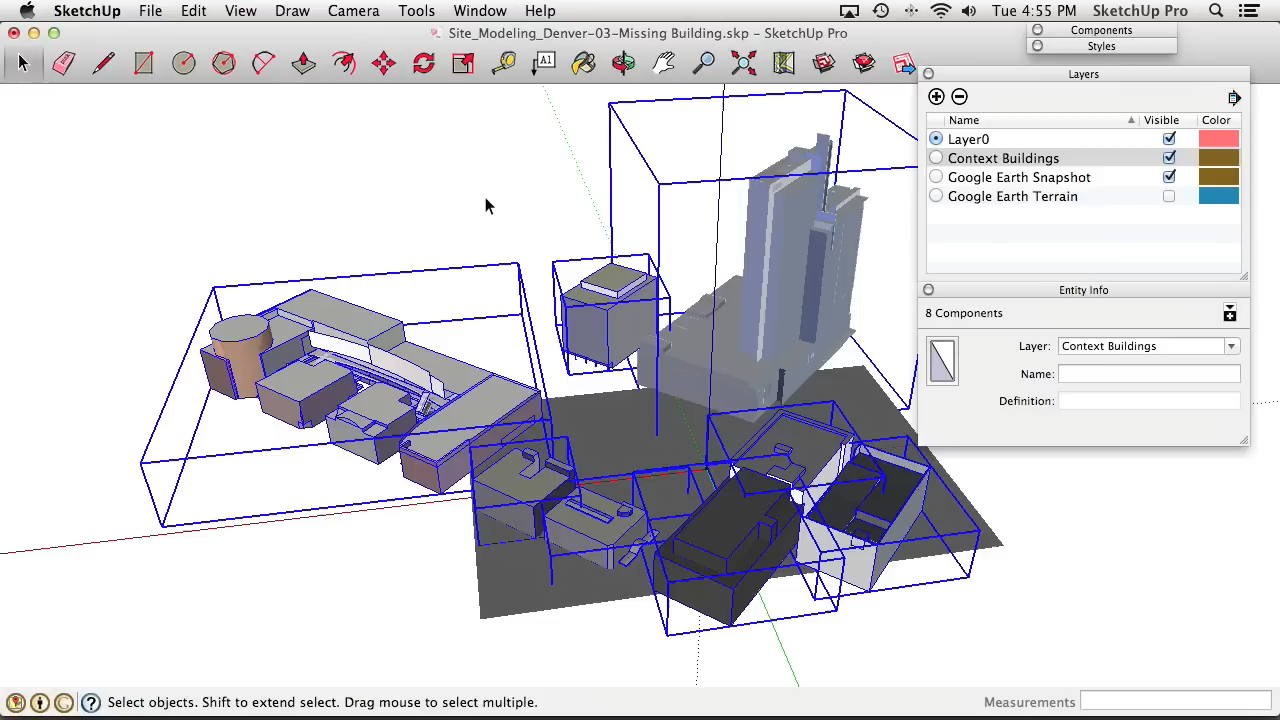 SketchUp File Edit View Draw Camera Tools Window Help Tue 4:55 PM SketchUp Pro
Site_Modeling_Denver-03-Missing Building.skp - SketchUp Pro
Components
Styles
A1
Layers
Name Visible Color
Layer0
Context Buildings
Google Earth Snapshot
Google Earth Terrain
Entity Info
8 Components
Layer: Context Buildings
Name:
Definition:
Select objects. Shift to extend select. Drag mouse to select multiple.
Measurements